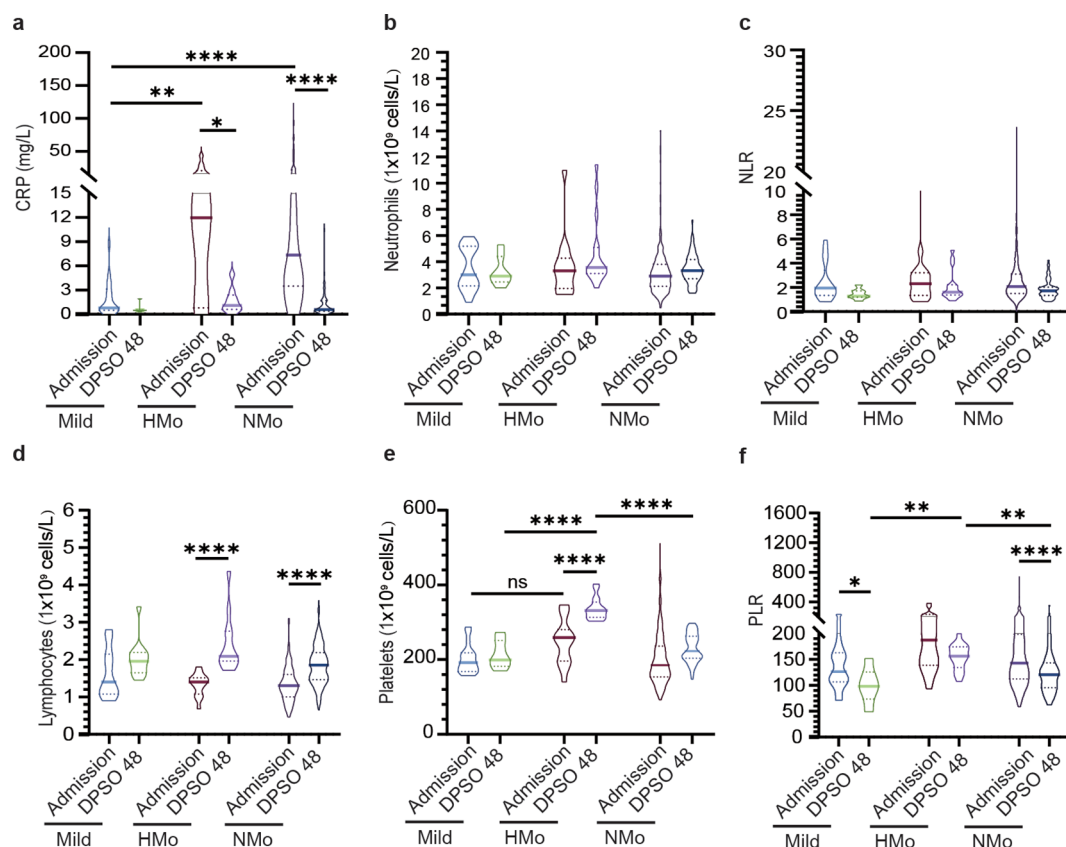 a
200
150
100
50
15
12
9
6
3
0
CRP (mg/L)
****
**
****
*
Admission
DPSO 48
Admission
DPSO 48
Admission
DPSO 48
Mild
HMo
NMo
b
20
18
16
14
12
10
8
6
4
2
0
Neutrophils (1x10⁹ cells/L)
Admission
DPSO 48
Admission
DPSO 48
Admission
DPSO 48
Mild
HMo
NMo
c
30
25
20
10
8
6
4
2
0
NLR
Admission
DPSO 48
Admission
DPSO 48
Admission
DPSO 48
Mild
HMo
NMo
d
6
5
4
3
2
1
0
Lymphocytes (1x10⁹ cells/L)
****
****
Admission
DPSO 48
Admission
DPSO 48
Admission
DPSO 48
Mild
HMo
NMo
e
600
400
200
0
Platelets (1x10⁹ cells/L)
****
****
****
ns
Admission
DPSO 48
Admission
DPSO 48
Admission
DPSO 48
Mild
HMo
NMo
f
1600
1200
800
400
200
150
100
50
0
PLR
**
**
****
*
Admission
DPSO 48
Admission
DPSO 48
Admission
DPSO 48
Mild
HMo
NMo